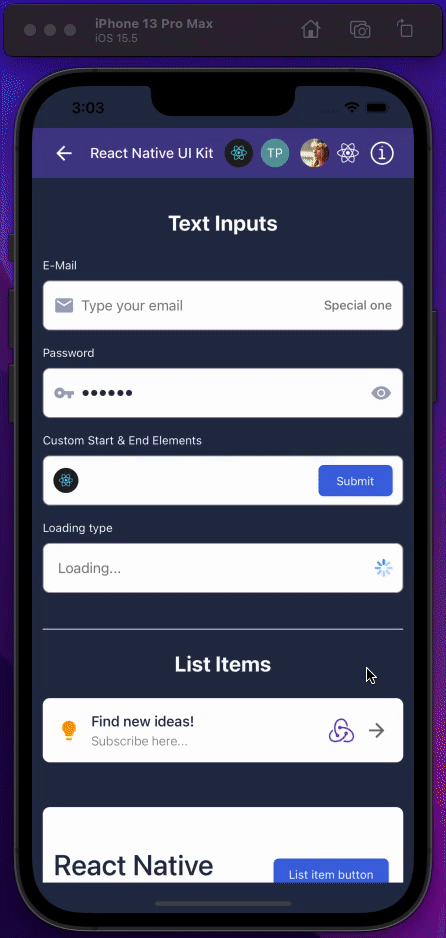 iPhone 13 Pro Max
iOS 15.5
3:03
React Native UI Kit
TP
Text Inputs
E-Mail
Type your email
Special one
Password
Custom Start & End Elements
Submit
Loading type
Loading...
List Items
Find new ideas!
Subscribe here...
React Native
List item button